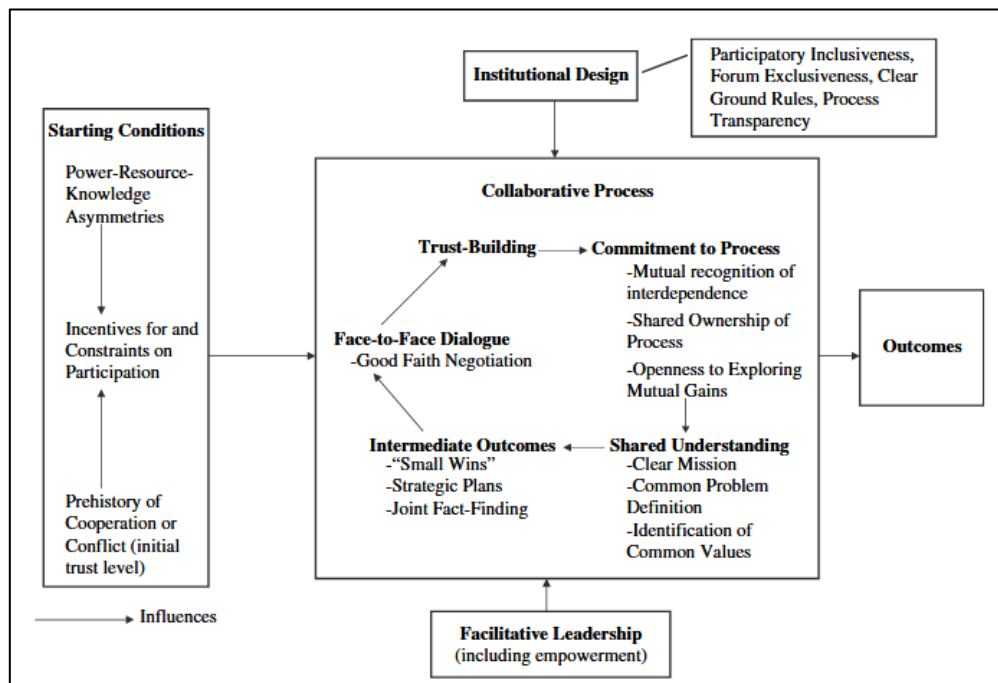 Institutional Design
Participatory Inclusiveness,
Forum Exclusiveness, Clear
Ground Rules, Process
Transparency
Starting Conditions
Power-Resource-
Knowledge
Asymmetries
Incentives for and
Constraints on
Participation
Prehistory of
Cooperation or
Conflict (initial
trust level)
Collaborative Process
Trust-Building
Commitment to Process
-Mutual recognition of
interdependence
-Shared Ownership of
Process
-Openness to Exploring
Mutual Gains
Face-to-Face Dialogue
-Good Faith Negotiation
Intermediate Outcomes
-“Small Wins”
-Strategic Plans
-Joint Fact-Finding
Shared Understanding
-Clear Mission
-Common Problem
Definition
-Identification of
Common Values
Outcomes
Influences
Facilitative Leadership
(including empowerment)